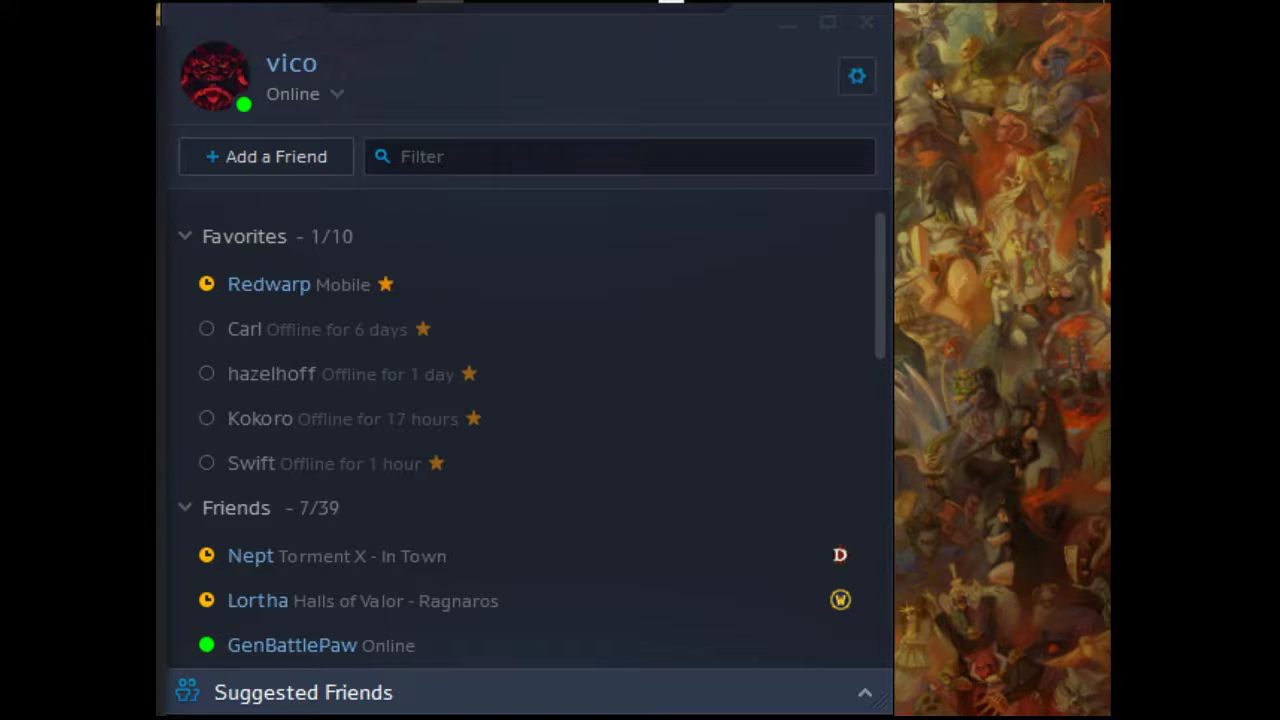 vico
Online
+ Add a Friend
Filter
Favorites - 1/10
Redwarp Mobile
Carl Offline for 6 days
hazelhoff Offline for 1 day
Kokoro Offline for 17 hours
Swift Offline for 1 hour
Friends - 7/39
Nept Torment X - In Town D
Lortha Halls of Valor - Ragnaros W
GenBattlePaw Online
Suggested Friends